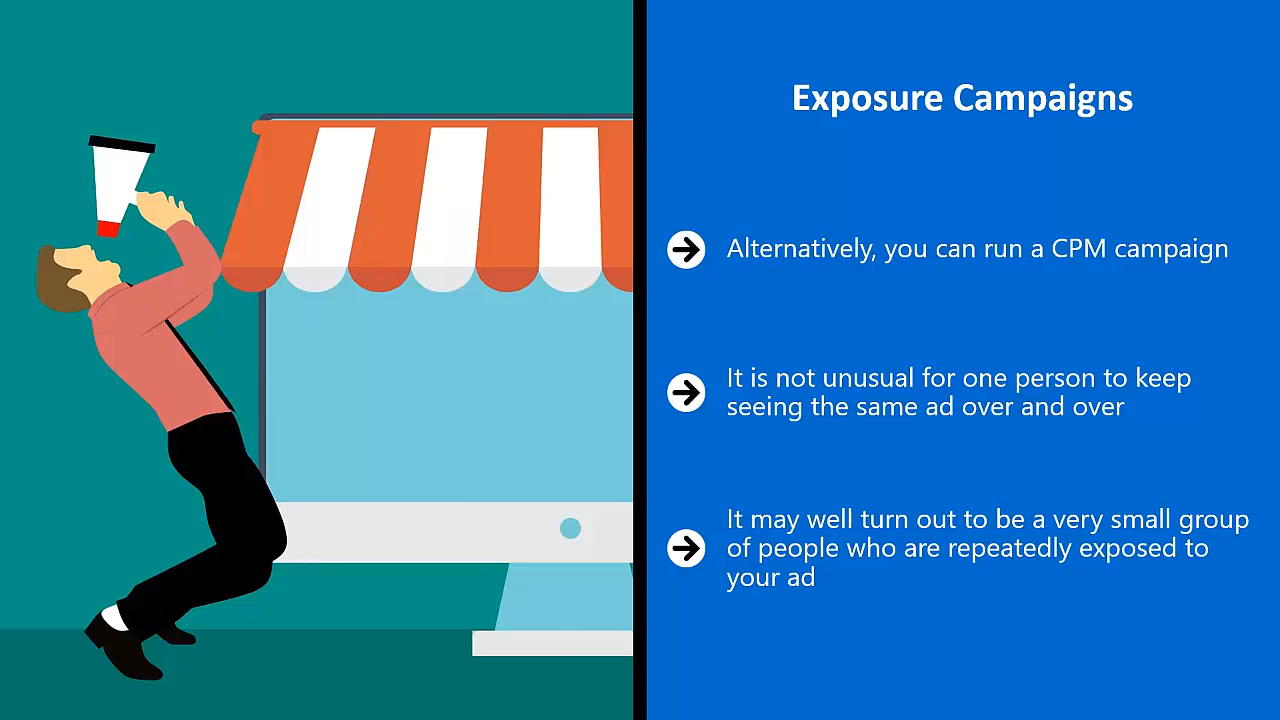 Exposure Campaigns
Alternatively, you can run a CPM campaign
It is not unusual for one person to keep
seeing the same ad over and over
It may well turn out to be a very small group
of people who are repeatedly exposed to
your ad